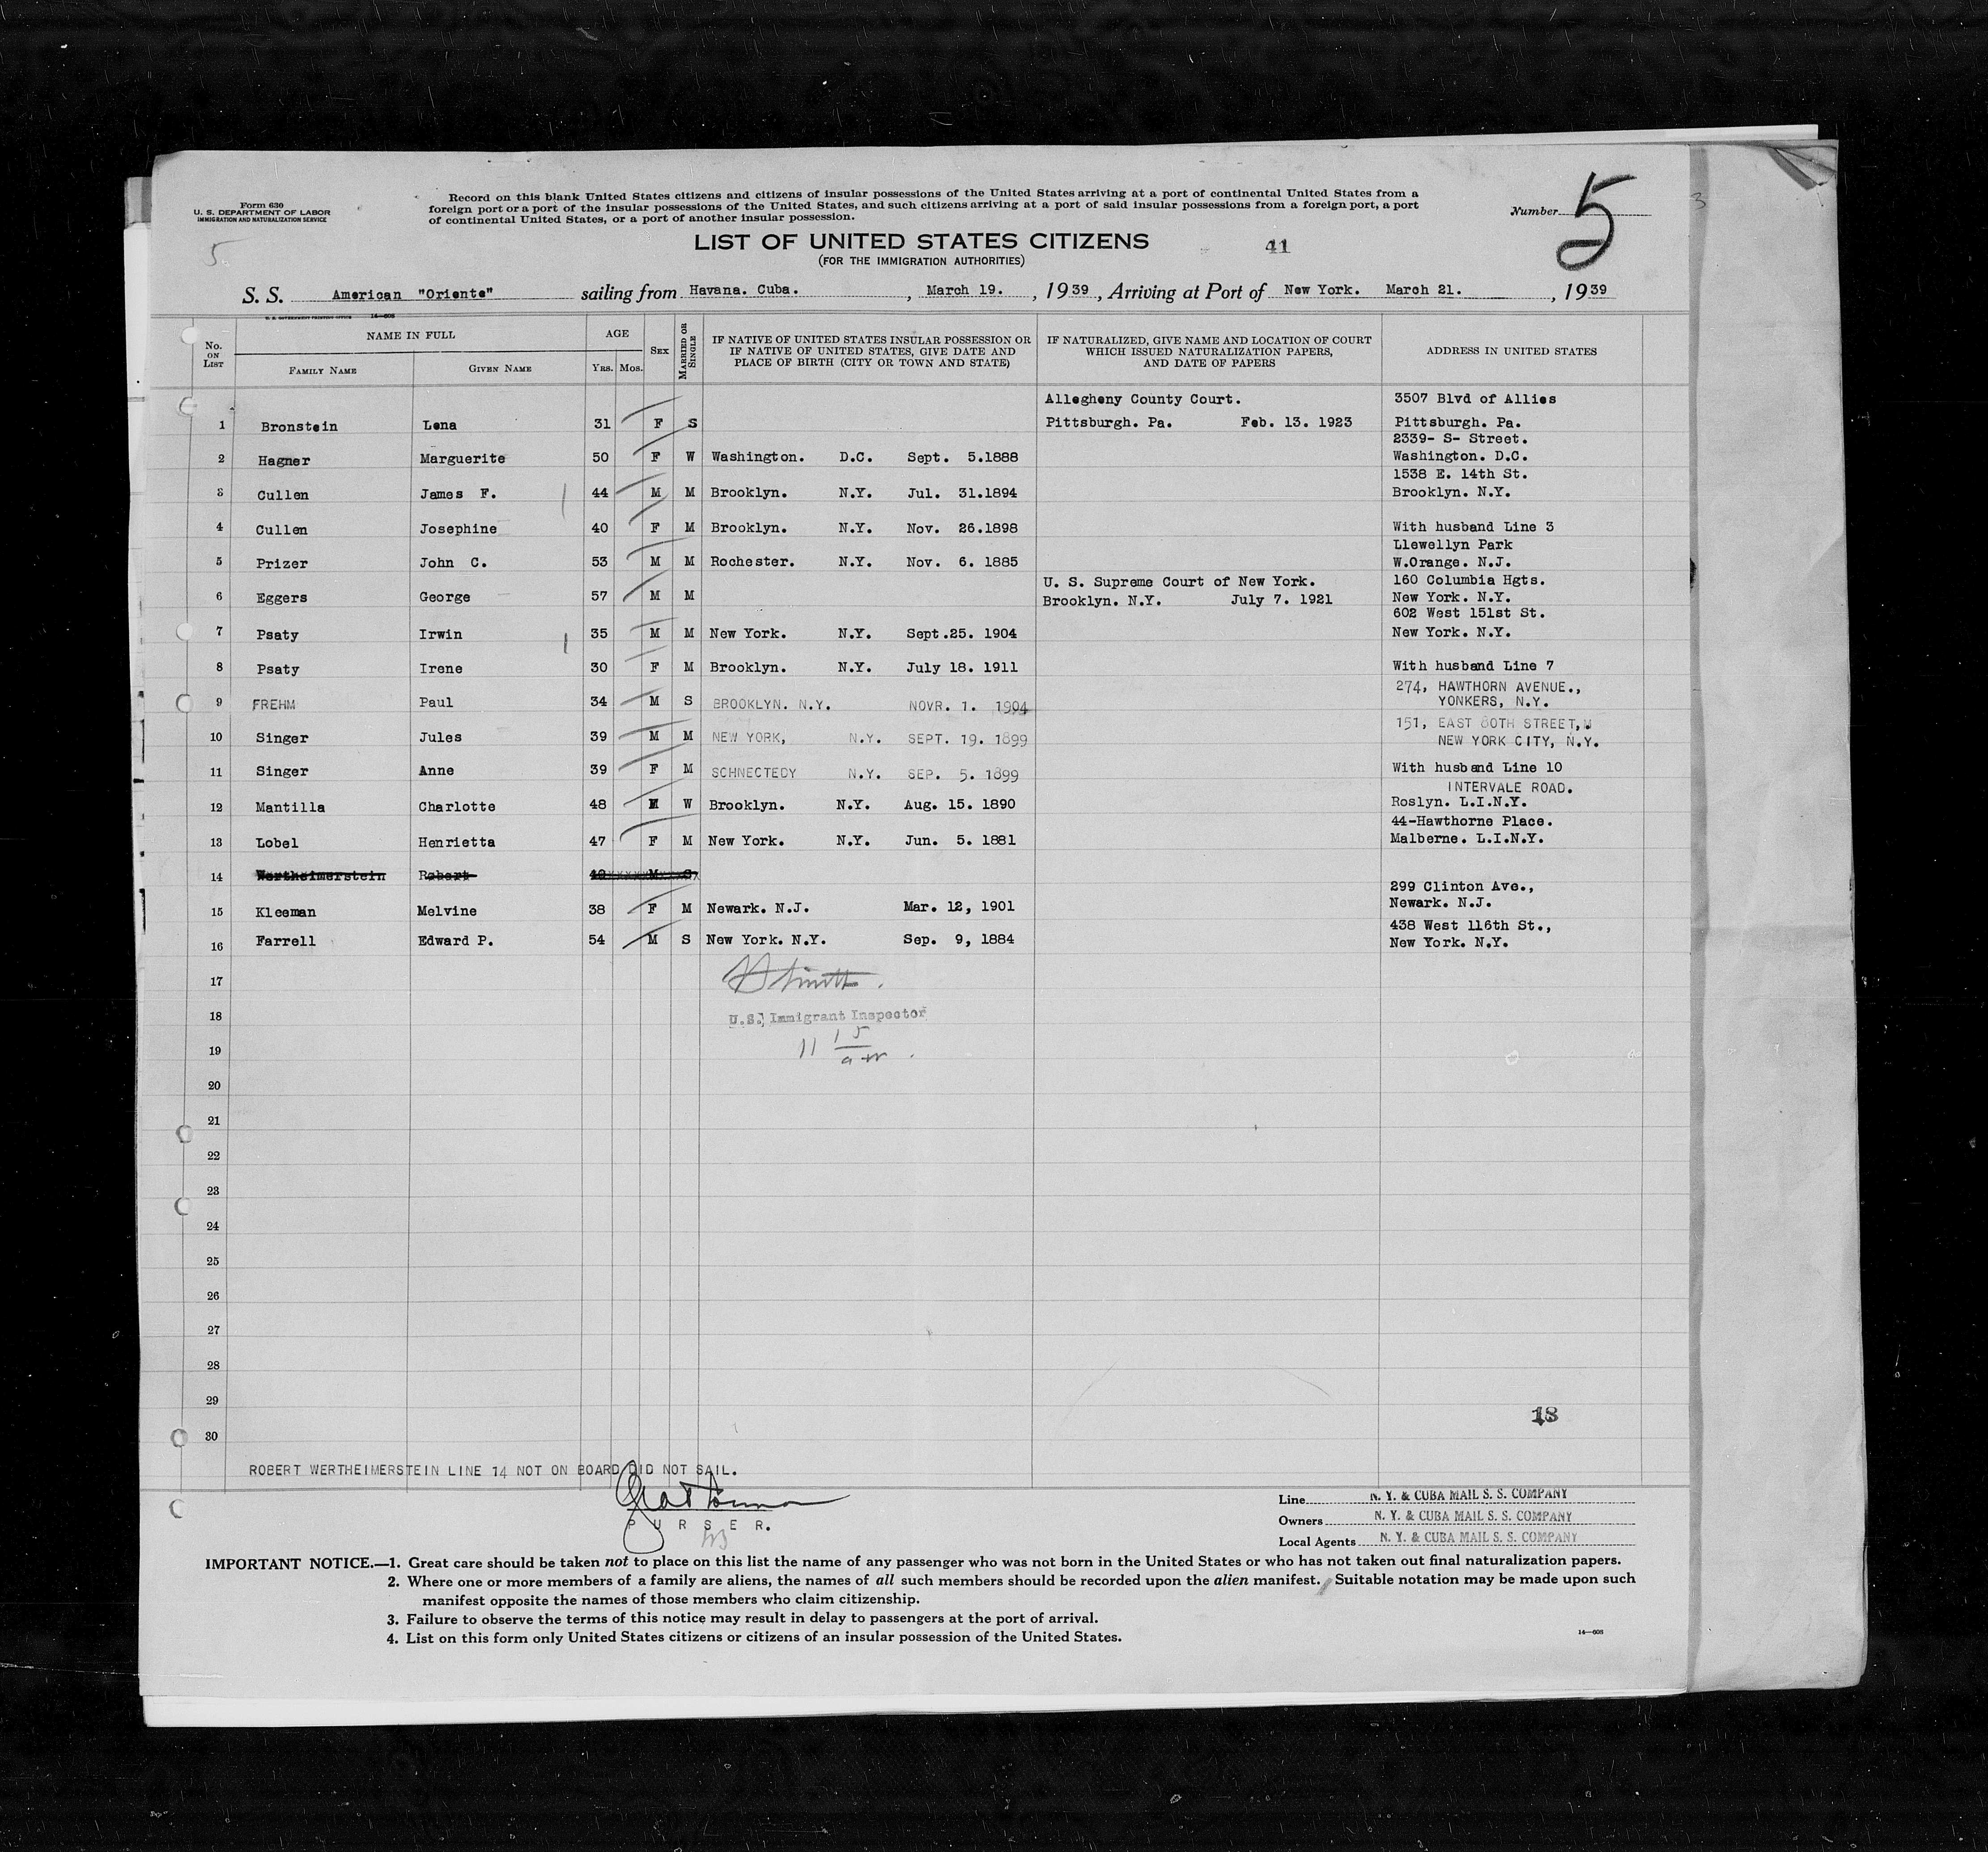 Form 630
U. S. DEPARTMENT OF LABOR
IMMIGRATION AND NATURALIZATION SERVICE
Record on this blank United States citizens and citizens of insular possessions of the United States arriving at a port of continental United States from a
foreign port or a port of the insular possessions of the United States, and such citizens arriving at a port of said insular possessions from a foreign port, a port
of continental United States, or a port of another insular possession.
Number 5
5
LIST OF UNITED STATES CITIZENS
41
(FOR THE IMMIGRATION AUTHORITIES)
S. S. American "Oriente" sailing from Havana. Cuba. , March 19. , 1939 , Arriving at Port of New York. March 21. , 1939
U. S. GOVERNMENT PRINTING OFFICE 14—608
No. ON LIST
NAME IN FULL
FAMILY NAME
GIVEN NAME
AGE
YRS. MOS.
SEX
MARRIED OR SINGLE
IF NATIVE OF UNITED STATES INSULAR POSSESSION OR
IF NATIVE OF UNITED STATES, GIVE DATE AND
PLACE OF BIRTH (CITY OR TOWN AND STATE)
IF NATURALIZED, GIVE NAME AND LOCATION OF COURT
WHICH ISSUED NATURALIZATION PAPERS,
AND DATE OF PAPERS
ADDRESS IN UNITED STATES
Allegheny County Court. 3507 Blvd of Allies
1 Bronstein Lena 31 F S Pittsburgh. Pa. Feb. 13. 1923 Pittsburgh. Pa.
2339- S- Street.
2 Hagner Marguerite 50 F W Washington. D.C. Sept. 5.1888 Washington. D.C.
1538 E. 14th St.
3 Cullen James F. 44 M M Brooklyn. N.Y. Jul. 31.1894 Brooklyn. N.Y.
4 Cullen Josephine 40 F M Brooklyn. N.Y. Nov. 26.1898 With husband Line 3
Llewellyn Park
5 Prizer John C. 53 M M Rochester. N.Y. Nov. 6. 1885 W.Orange. N.J.
U. S. Supreme Court of New York. 160 Columbia Hgts.
6 Eggers George 57 M M Brooklyn. N.Y. July 7. 1921 New York. N.Y.
602 West 151st St.
7 Psaty Irwin 35 M M New York. N.Y. Sept.25. 1904 New York. N.Y.
8 Psaty Irene 30 F M Brooklyn. N.Y. July 18. 1911 With husband Line 7
274, HAWTHORN AVENUE.,
9 FREHM Paul 34 M S BROOKLYN. N.Y. NOVR. 1. 1904 YONKERS, N.Y.
151, EAST 80TH STREET,
10 Singer Jules 39 M M NEW YORK, N.Y. SEPT. 19. 1899 NEW YORK CITY, N.Y.
11 Singer Anne 39 F M SCHNECTEDY N.Y. SEP. 5. 1899 With husband Line 10
INTERVALE ROAD.
12 Mantilla Charlotte 48 W Brooklyn. N.Y. Aug. 15. 1890 Roslyn. L.I.N.Y.
44-Hawthorne Place.
13 Lobel Henrietta 47 F M New York. N.Y. Jun. 5. 1881 Malberne. L.I.N.Y.
14 Wertheimerstein Robert M S
299 Clinton Ave.,
15 Kleeman Melvine 38 F M Newark. N.J. Mar. 12, 1901 Newark. N.J.
438 West 116th St.,
16 Farrell Edward P. 54 M S New York. N.Y. Sep. 9, 1884 New York. N.Y.
17
18 U.S. Immigrant Inspector
19 11 15 am
20
21
22
23
24
25
26
27
28
29
18
30
ROBERT WERTHEIMERSTEIN LINE 14 NOT ON BOARD DID NOT SAIL.
PURSER.
Line N. Y. & CUBA MAIL S. S. COMPANY
Owners N. Y. & CUBA MAIL S. S. COMPANY
Local Agents N. Y. & CUBA MAIL S. S. COMPANY
IMPORTANT NOTICE.—1. Great care should be taken not to place on this list the name of any passenger who was not born in the United States or who has not taken out final naturalization papers.
2. Where one or more members of a family are aliens, the names of all such members should be recorded upon the alien manifest. Suitable notation may be made upon such
manifest opposite the names of those members who claim citizenship.
3. Failure to observe the terms of this notice may result in delay to passengers at the port of arrival.
4. List on this form only United States citizens or citizens of an insular possession of the United States.
14—608